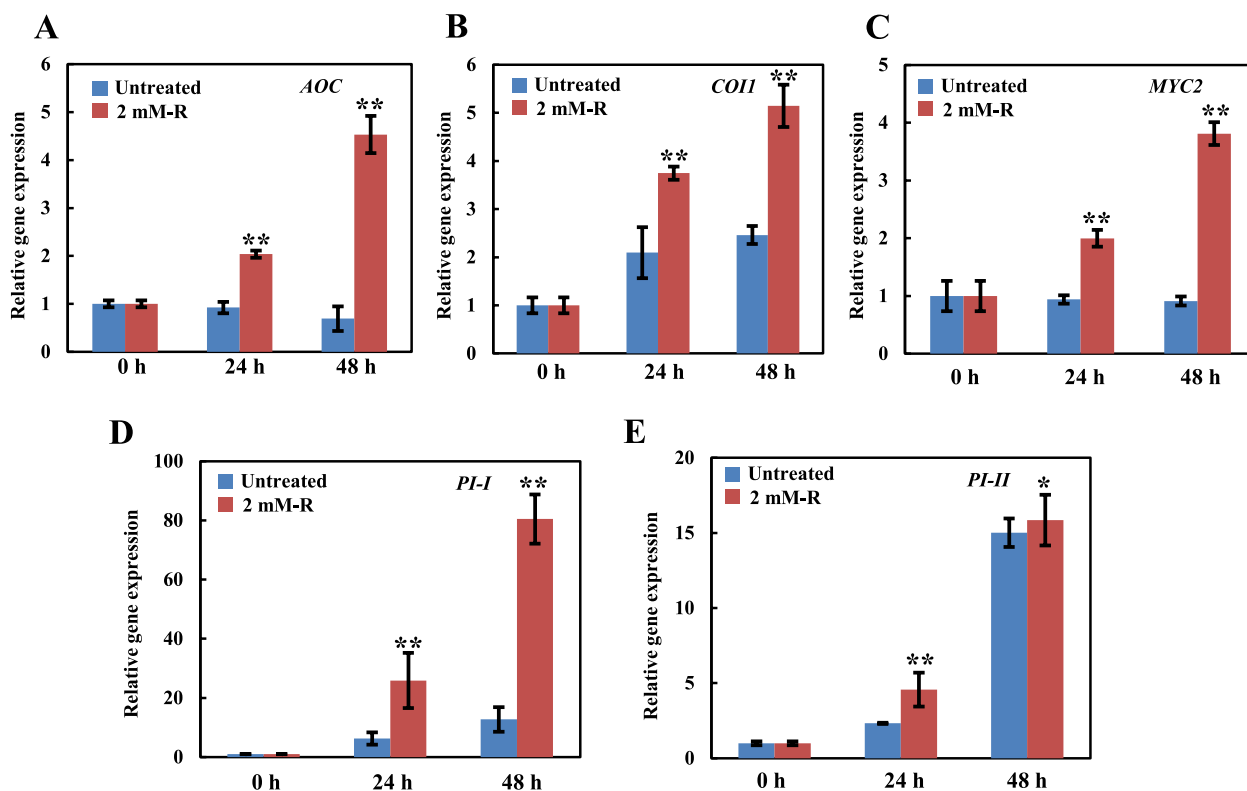 A
Relative gene expression
6
5
4
3
2
1
0
Untreated
2 mM-R
AOC
**
**
0 h
24 h
48 h
B
Relative gene expression
6
5
4
3
2
1
0
Untreated
2 mM-R
COI1
**
**
0 h
24 h
48 h
C
Relative gene expression
5
4
3
2
1
0
Untreated
2 mM-R
MYC2
**
**
0 h
24 h
48 h
D
Relative gene expression
100
80
60
40
20
0
Untreated
2 mM-R
PI-I
**
**
0 h
24 h
48 h
E
Relative gene expression
20
15
10
5
0
Untreated
2 mM-R
PI-II
*
**
0 h
24 h
48 h